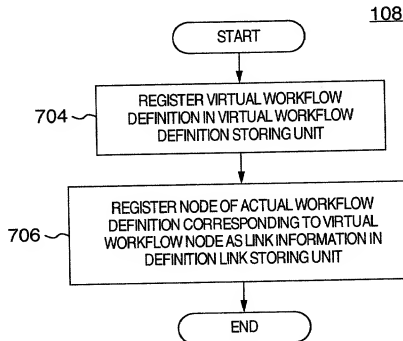 108
START
704
REGISTER VIRTUAL WORKFLOW
DEFINITION IN VIRTUAL WORKFLOW
DEFINITION STORING UNIT
706
REGISTER NODE OF ACTUAL WORKFLOW
DEFINITION CORRESPONDING TO VIRTUAL
WORKFLOW NODE AS LINK INFORMATION IN
DEFINITION LINK STORING UNIT
END